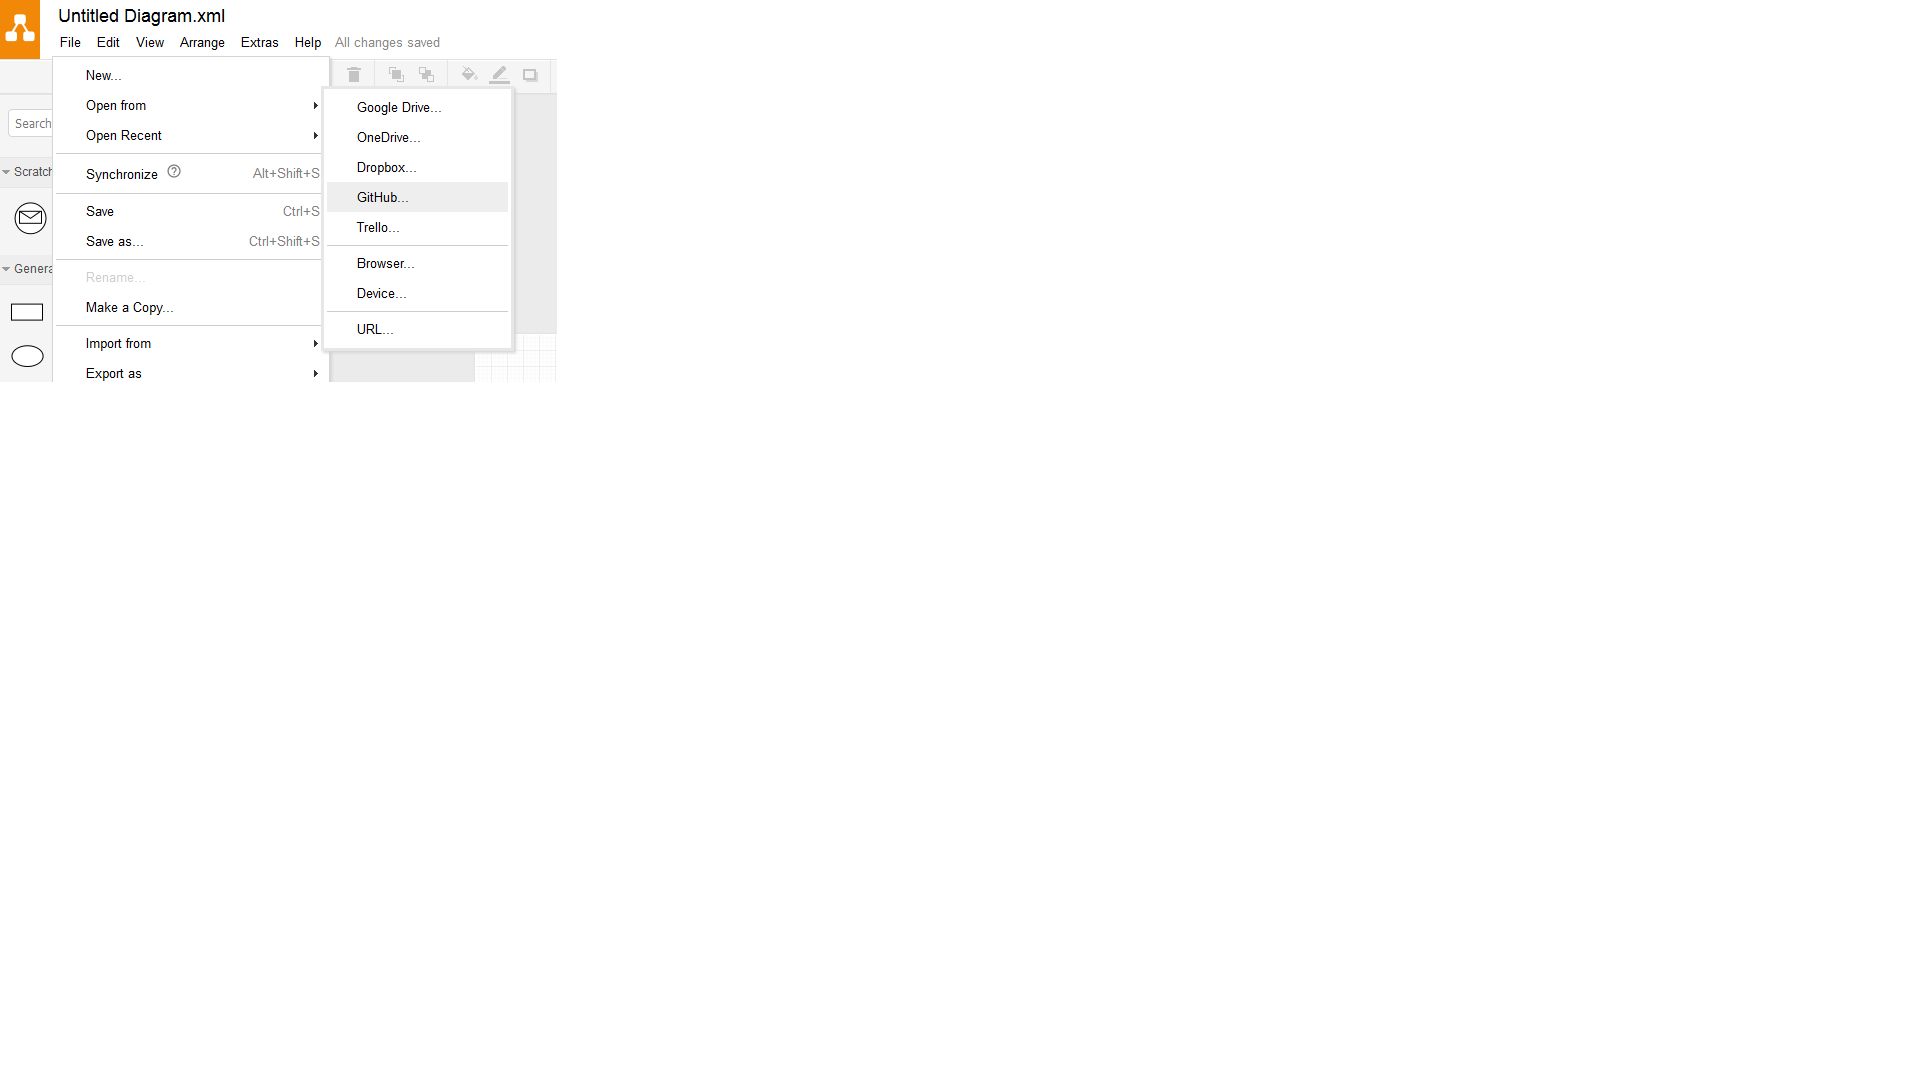 Untitled Diagram.xml
File Edit View Arrange Extras Help All changes saved
New...
Open from
Open Recent
Synchronize Alt+Shift+S
Save Ctrl+S
Save as... Ctrl+Shift+S
Rename...
Make a Copy...
Import from
Export as
Google Drive...
OneDrive...
Dropbox...
GitHub...
Trello...
Browser...
Device...
URL...
Search
Scratch
Genera